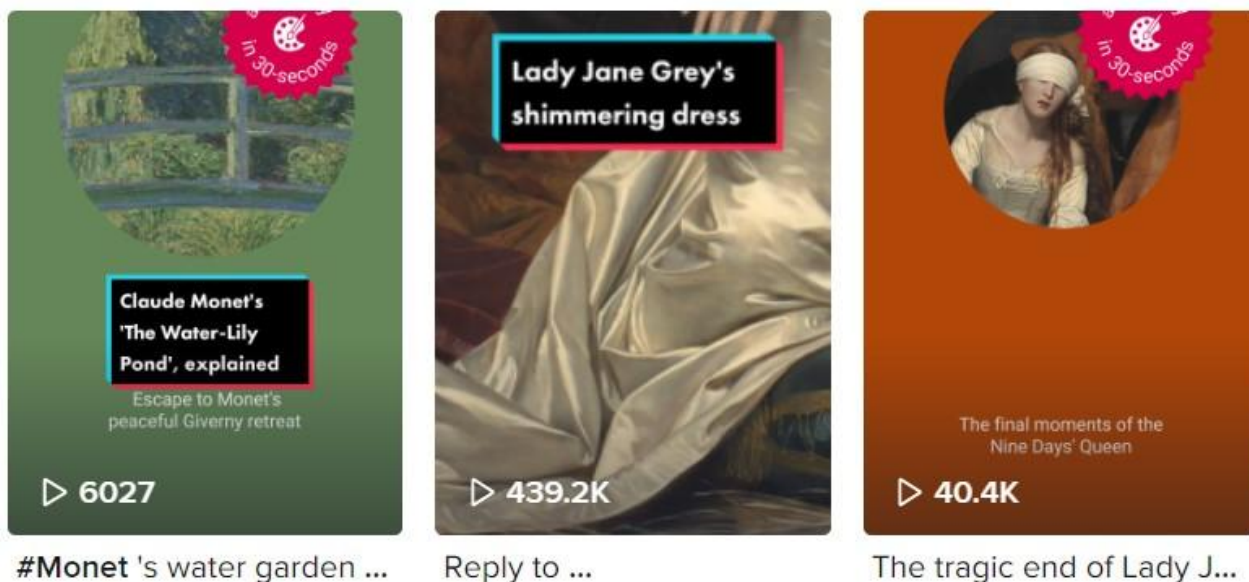 in 30-seconds
Claude Monet's
'The Water-Lily
Pond', explained
Escape to Monet's
peaceful Giverny retreat
6027
#Monet 's water garden ...
Lady Jane Grey's
shimmering dress
439.2K
Reply to ...
in 30-seconds
The final moments of the
Nine Days' Queen
40.4K
The tragic end of Lady J...